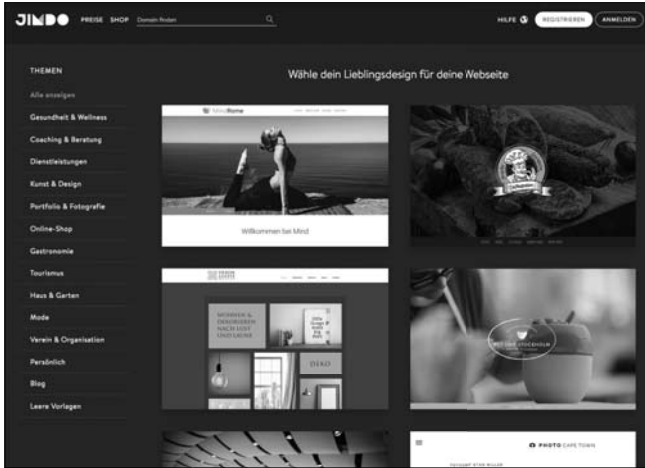 JIMDO PREISE SHOP Domain finden HILFE REGISTRIEREN ANMELDEN
THEMEN
Alle anzeigen
Gesundheit & Wellness
Coaching & Beratung
Dienstleistungen
Kunst & Design
Portfolio & Fotografie
Online-Shop
Gastronomie
Tourismus
Haus & Garten
Mode
Verein & Organisation
Persönlich
Blog
Leere Vorlagen
Wähle dein Lieblingsdesign für deine Webseite
MindRome
Willkommen bei Mind
WOHNEN &
DEKORIEREN
NACH LUST
UND LAUNE
DEKO
STOCKHOLM
PHOTO CAPE TOWN